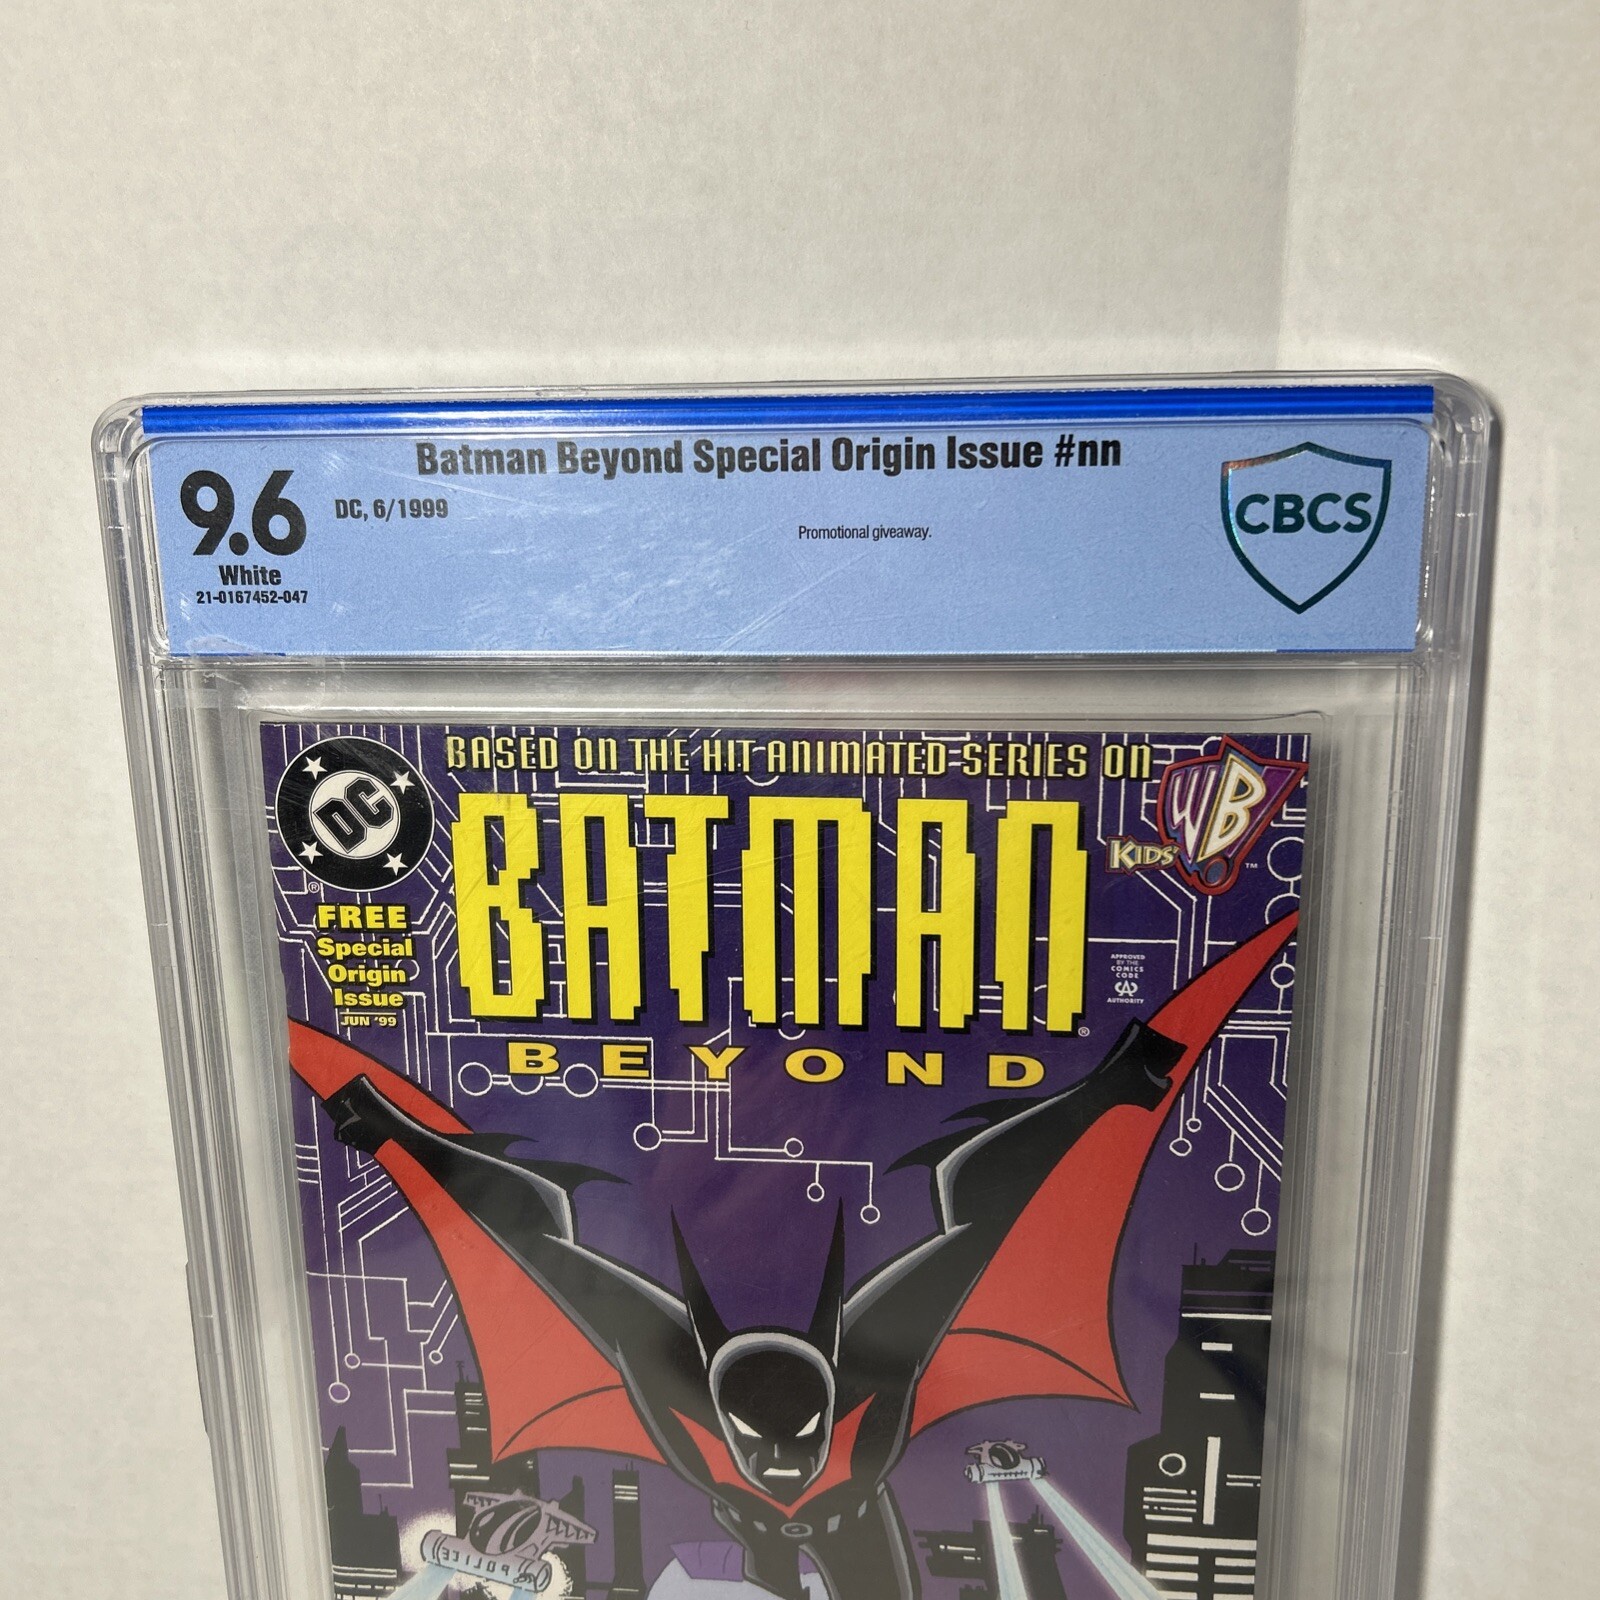 Batman Beyond Special Origin Issue #nn
9.6
DC, 6/1999
Promotional giveaway.
White
21-0167452-047
CBCS
BASED ON THE HIT ANIMATED SERIES ON
KIDS' WB!
™
DC
®
BATMAN
®
BEYOND
FREE
Special
Origin
Issue
JUN '99
APPROVED
BY THE
COMICS
CODE
CA
AUTHORITY
POLICE